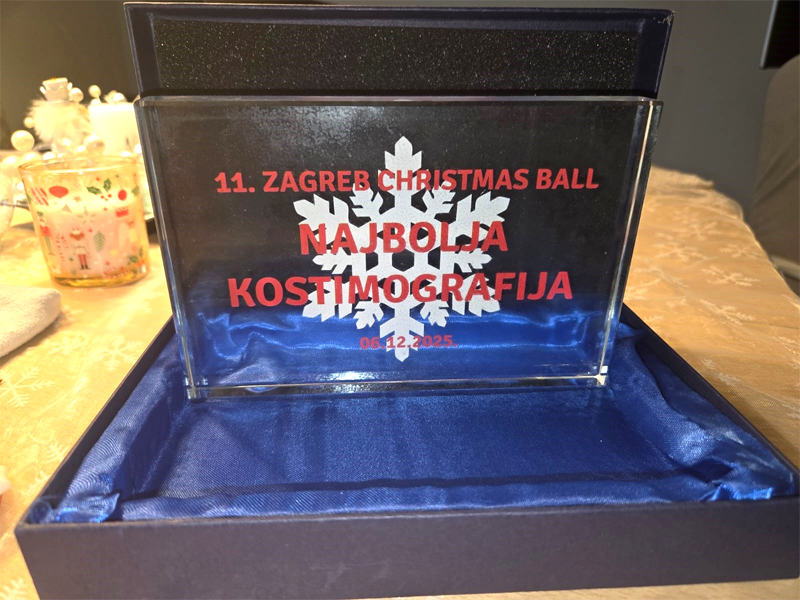 11. ZAGREB CHRISTMAS BALL
NAJBOLJA
KOSTIMOGRAFIJA
06.12.2025.